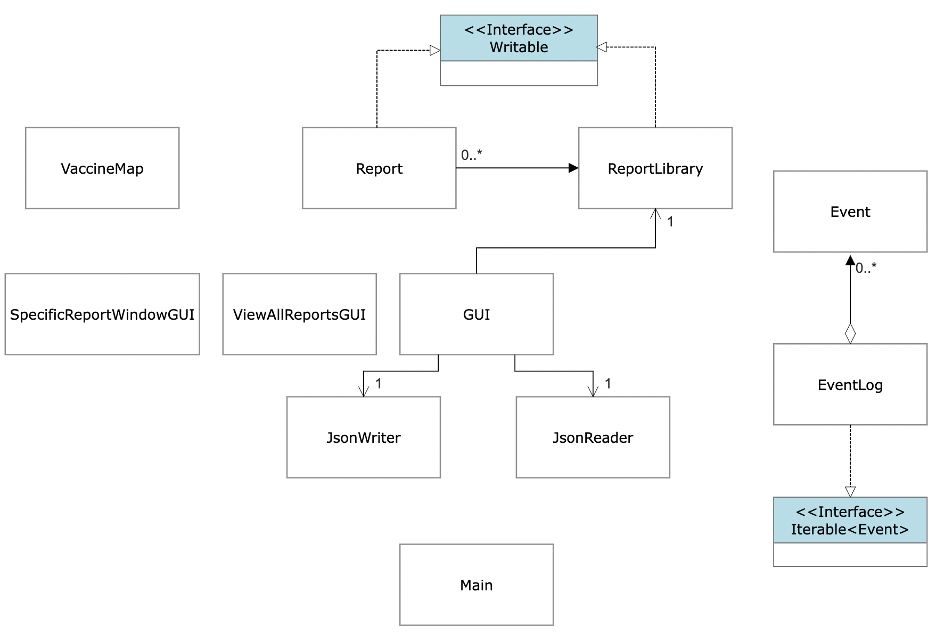 <<Interface>>
Writable
VaccineMap
Report
0..*
ReportLibrary
Event
1
0..*
SpecificReportWindowGUI
ViewAllReportsGUI
GUI
1
1
EventLog
JsonWriter
JsonReader
<<Interface>>
Iterable<Event>
Main